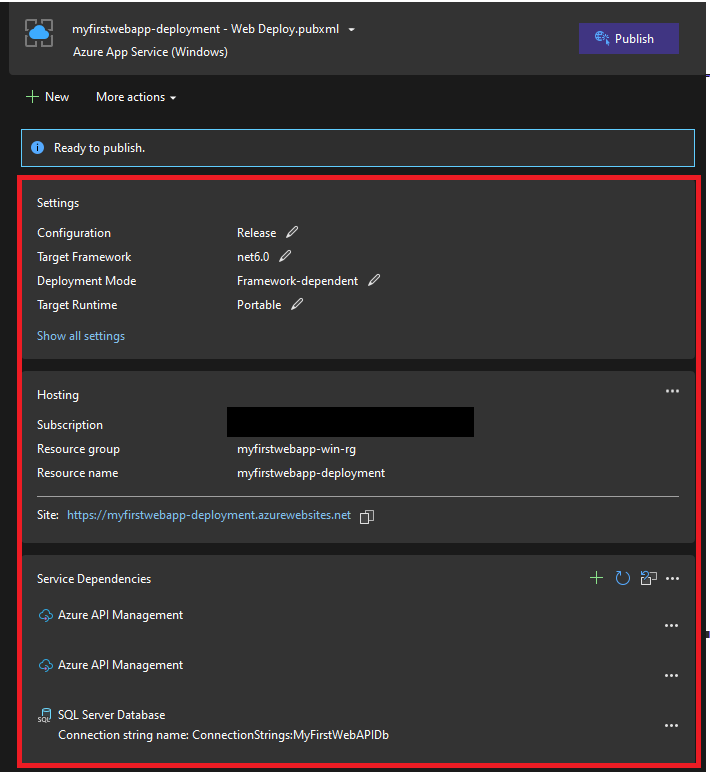 myfirstwebapp-deployment - Web Deploy.pubxml
Azure App Service (Windows)
Publish
New
More actions
Ready to publish.
Settings
Configuration Release
Target Framework net6.0
Deployment Mode Framework-dependent
Target Runtime Portable
Show all settings
Hosting
Subscription
Resource group myfirstwebapp-win-rg
Resource name myfirstwebapp-deployment
Site: https://myfirstwebapp-deployment.azurewebsites.net
Service Dependencies
Azure API Management
Azure API Management
SQL
SQL Server Database
Connection string name: ConnectionStrings:MyFirstWebAPIDb